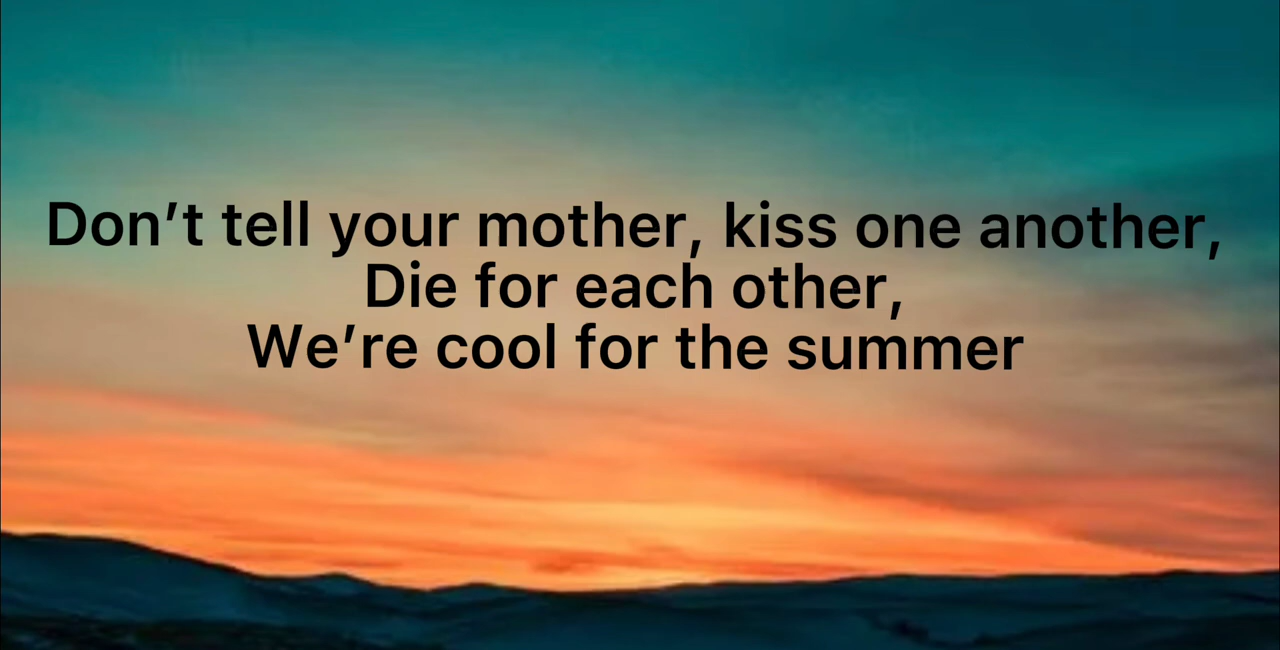 Don’t tell your mother, kiss one another,
Die for each other,
We’re cool for the summer